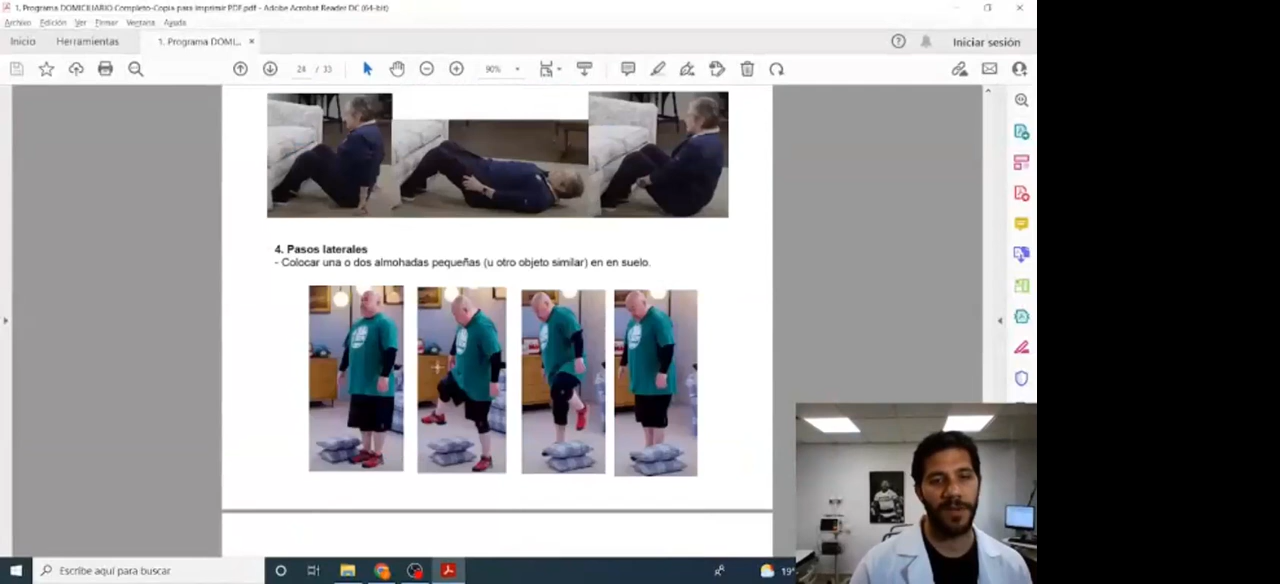 1. Programa DOMICILIARIO Completo-Copia para Imprimir PDF.pdf - Adobe Acrobat Reader DC (64-bit)
Archivo Edición Ver Firmar Ventana Ayuda
Inicio Herramientas 1. Programa DOMI... × Iniciar sesión
24 / 33 90%
4. Pasos laterales
- Colocar una o dos almohadas pequeñas (u otro objeto similar) en en suelo.
Escribe aquí para buscar 19°